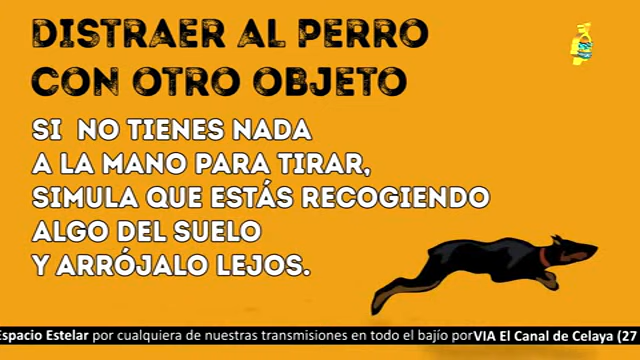 DISTRAER AL PERRO
CON OTRO OBJETO
SI NO TIENES NADA
A LA MANO PARA TIRAR,
SIMULA QUE ESTÁS RECOGIENDO
ALGO DEL SUELO
Y ARRÓJALO LEJOS.
Espacio Estelar por cualquiera de nuestras transmisiones en todo el bajío por VIA El Canal de Celaya (27